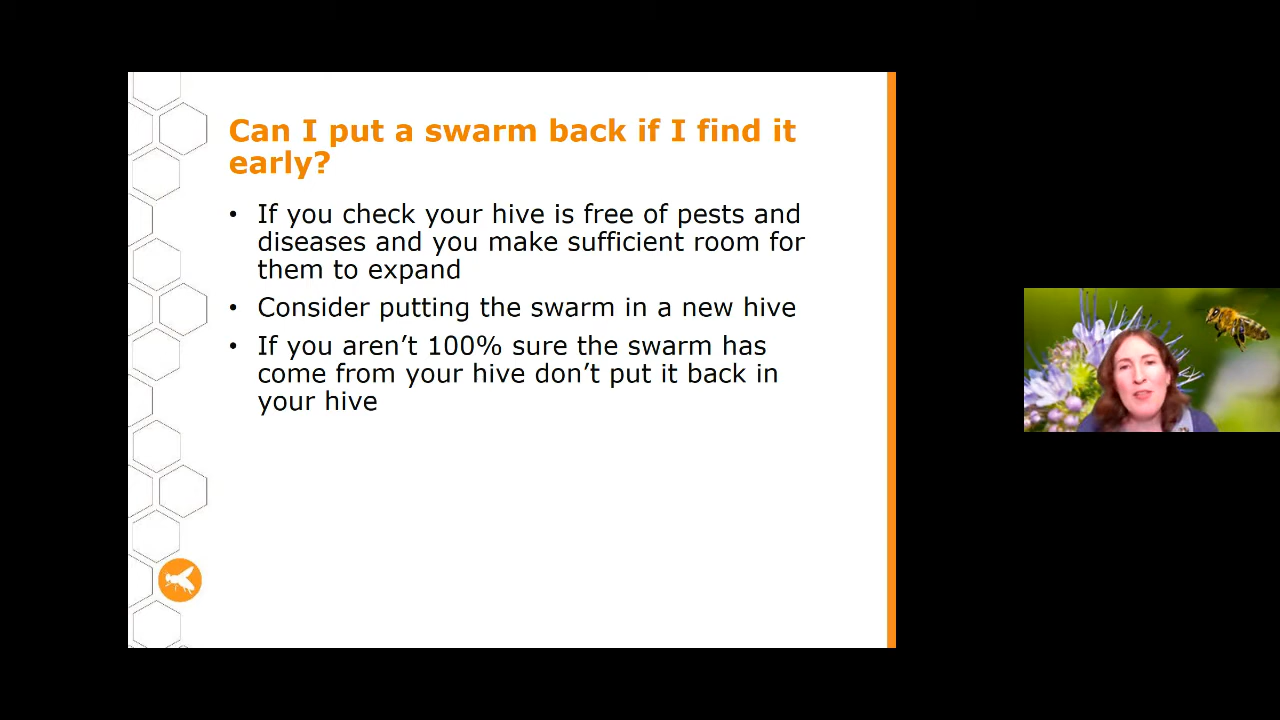 Can I put a swarm back if I find it
early?
• If you check your hive is free of pests and
diseases and you make sufficient room for
them to expand
• Consider putting the swarm in a new hive
• If you aren’t 100% sure the swarm has
come from your hive don’t put it back in
your hive